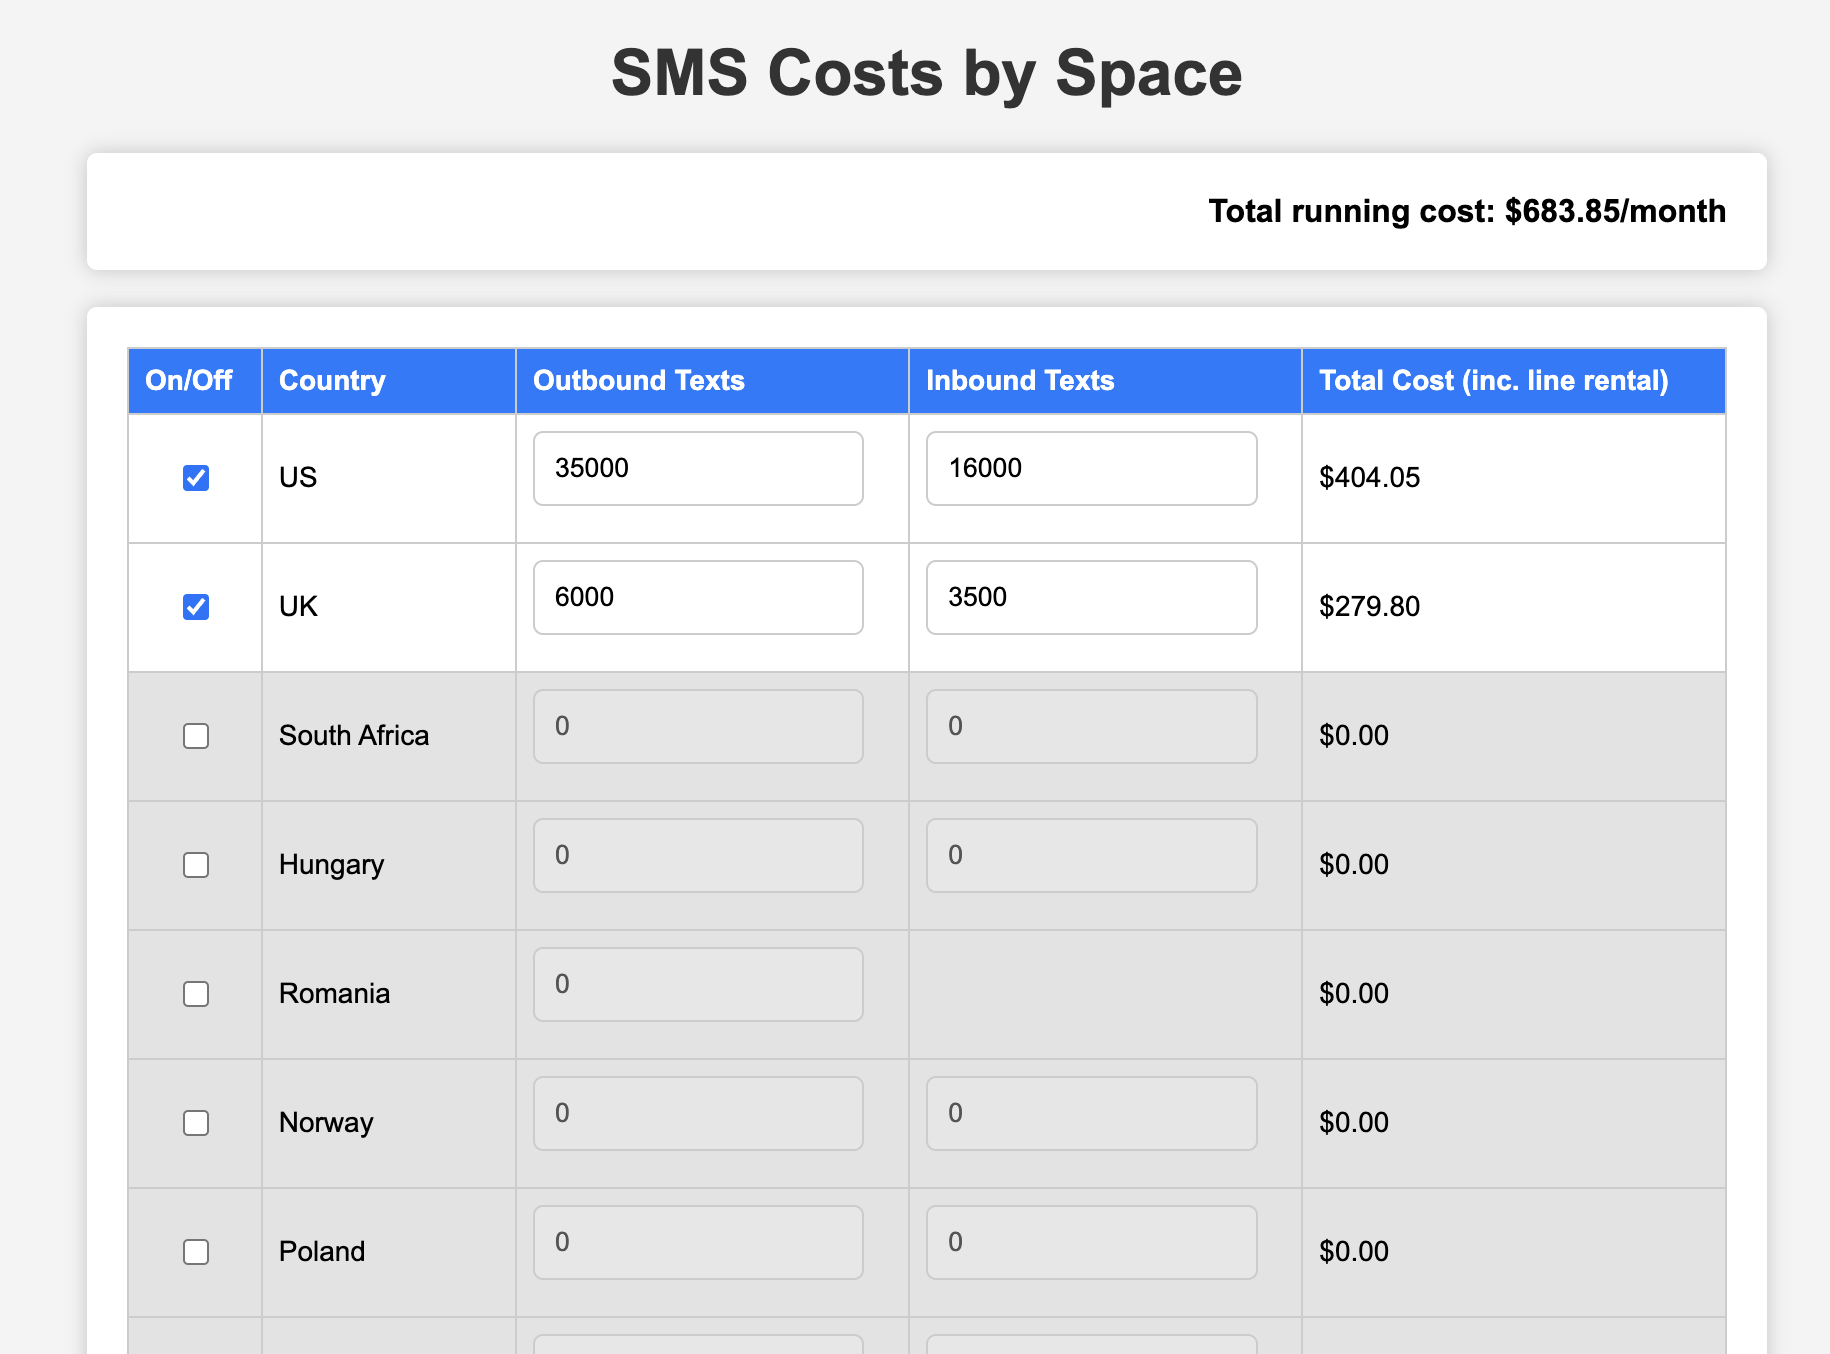 SMS Costs by Space
Total running cost: $683.85/month
On/Off Country Outbound Texts Inbound Texts Total Cost (inc. line rental)
US 35000 16000 $404.05
UK 6000 3500 $279.80
South Africa 0 0 $0.00
Hungary 0 0 $0.00
Romania 0 $0.00
Norway 0 0 $0.00
Poland 0 0 $0.00